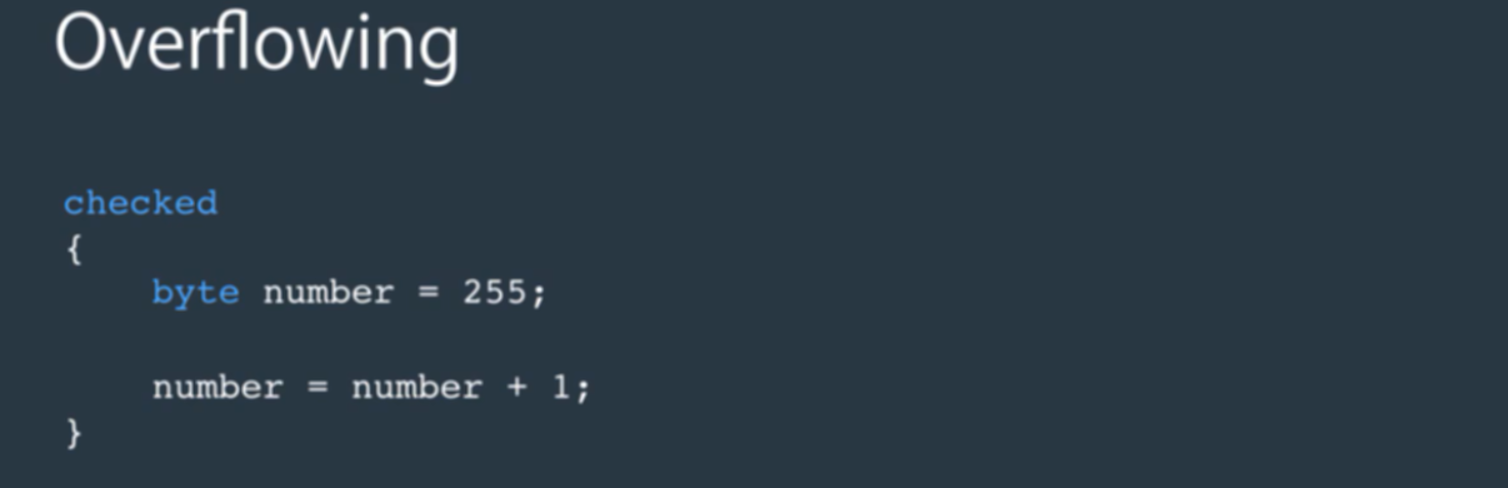 Overflowing
checked
{
    byte number = 255;
    number = number + 1;
}